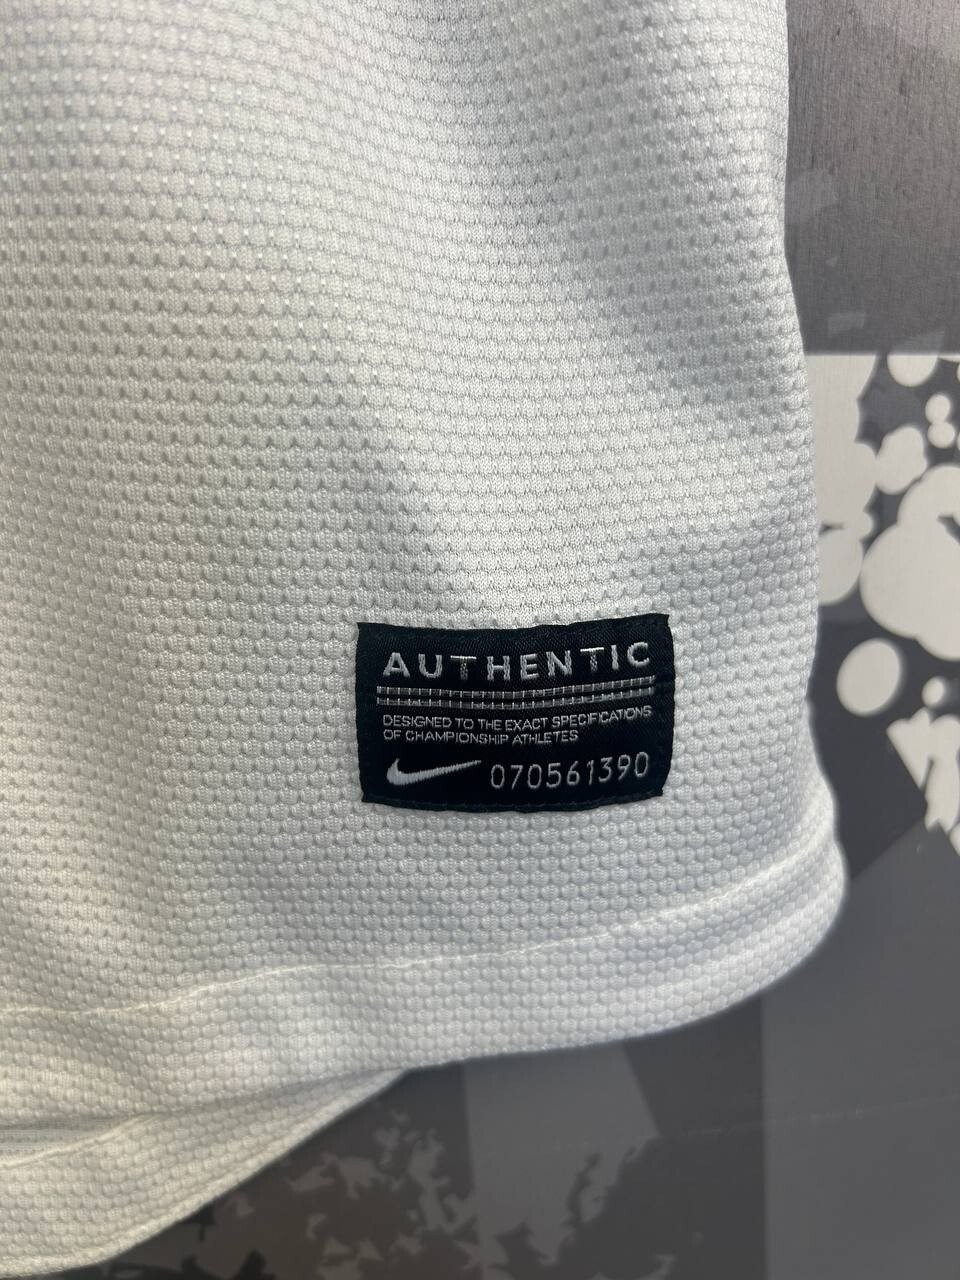 AUTHENTIC
DESIGNED TO THE EXACT SPECIFICATIONS
OF CHAMPIONSHIP ATHLETES
070561390